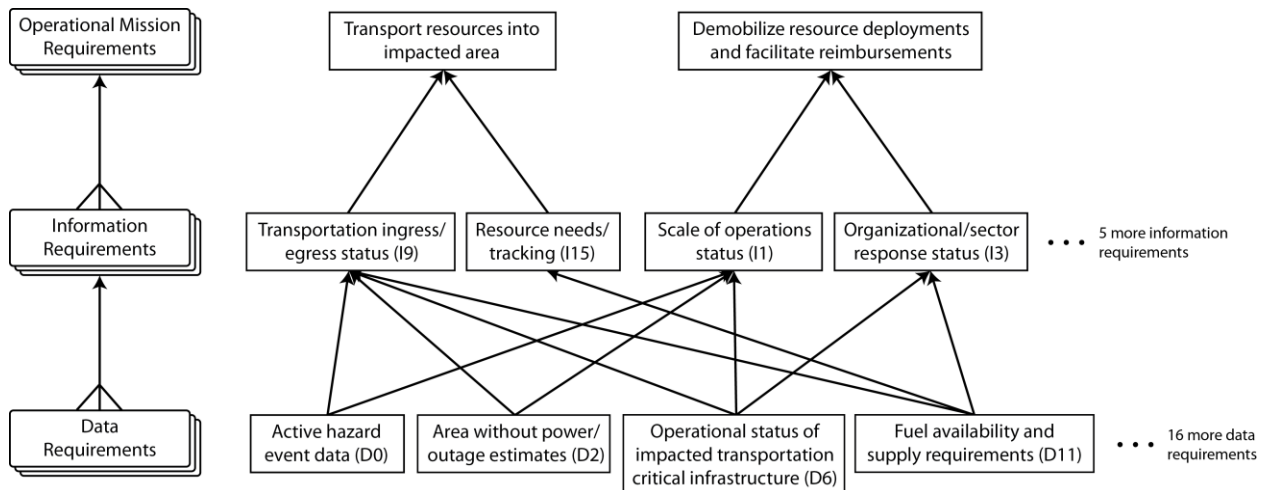 Operational Mission
Requirements
Transport resources into
impacted area
Demobilize resource deployments
and facilitate reimbursements
Information
Requirements
Transportation ingress/
egress status (I9)
Resource needs/
tracking (I15)
Scale of operations
status (I1)
Organizational/sector
response status (I3)
• • •
5 more information
requirements
Data
Requirements
Active hazard
event data (D0)
Area without power/
outage estimates (D2)
Operational status of
impacted transportation
critical infrastructure (D6)
Fuel availability and
supply requirements (D11)
• • •
16 more data
requirements